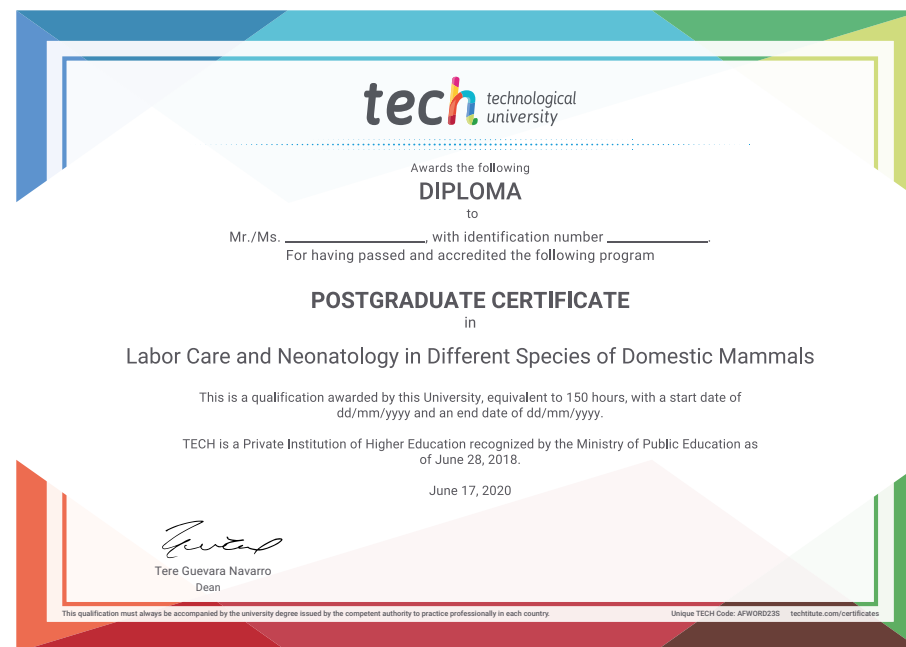 tech technological
university
Awards the following
DIPLOMA
to
Mr./Ms. ____________________, with identification number ______________.
For having passed and accredited the following program
POSTGRADUATE CERTIFICATE
in
Labor Care and Neonatology in Different Species of Domestic Mammals
This is a qualification awarded by this University, equivalent to 150 hours, with a start date of
dd/mm/yyyy and an end date of dd/mm/yyyy.
TECH is a Private Institution of Higher Education recognized by the Ministry of Public Education as
of June 28, 2018.
June 17, 2020
Tere Guevara Navarro
Dean
This qualification must always be accompanied by the university degree issued by the competent authority to practice professionally in each country. Unique TECH Code: AFWORD23S techtitute.com/certificates